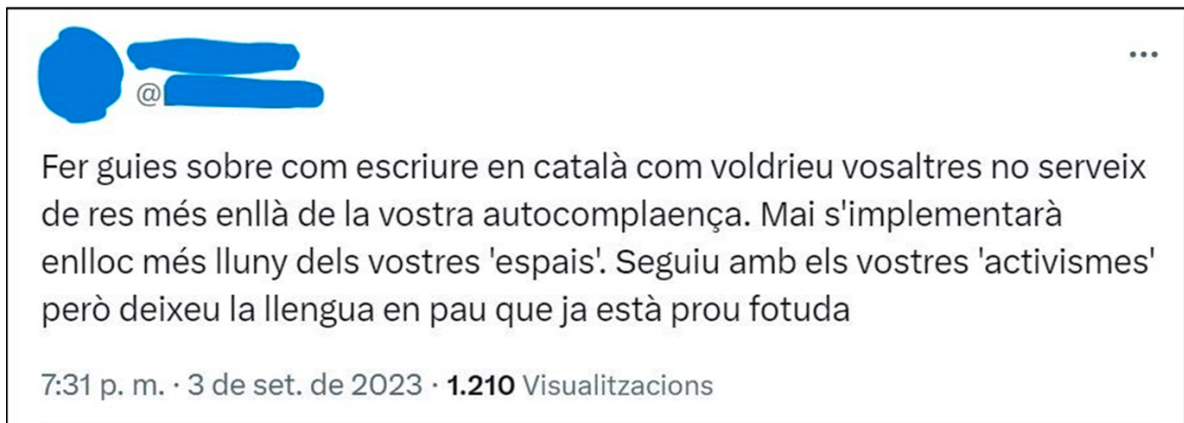 @
Fer guies sobre com escriure en català com voldrieu vosaltres no serveix
de res més enllà de la vostra autocomplaença. Mai s'implementarà
enlloc més lluny dels vostres 'espais'. Seguiu amb els vostres 'activismes'
però deixeu la llengua en pau que ja està prou fotuda
7:31 p. m. · 3 de set. de 2023 · 1.210 Visualitzacions